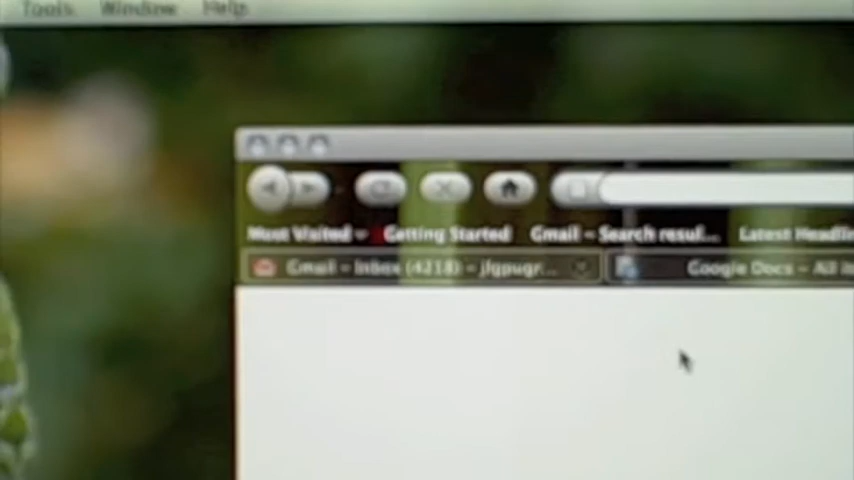 Tools Window Help
Most Visited Getting Started Gmail - Search resul... Latest Headlin
Gmail - Inbox (4218) - jfgpugr... Google Docs - All it